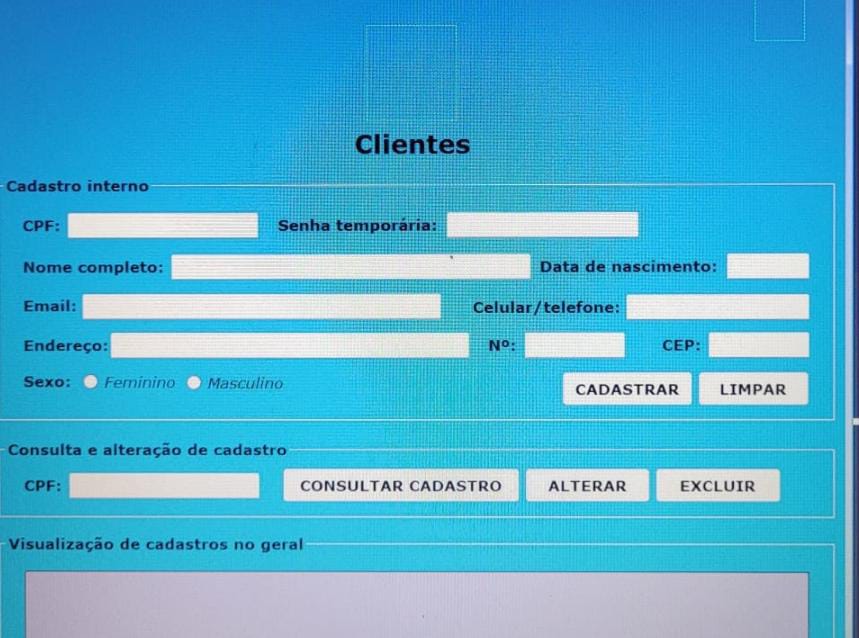 Clientes
Cadastro interno
CPF: Senha temporária:
Nome completo: Data de nascimento:
Email: Celular/telefone:
Endereço: Nº: CEP:
Sexo: Feminino Masculino CADASTRAR LIMPAR
Consulta e alteração de cadastro
CPF: CONSULTAR CADASTRO ALTERAR EXCLUIR
Visualização de cadastros no geral